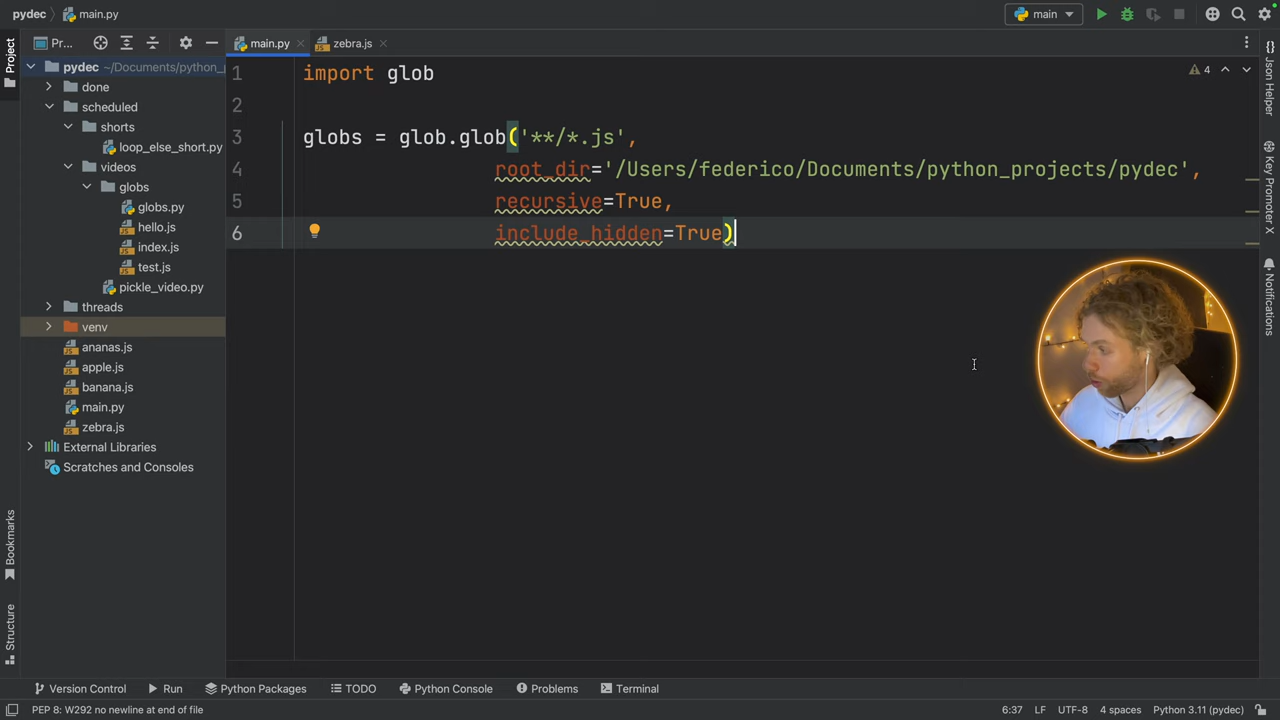 pydec
main.py
main
Project
Pr...
main.py
zebra.js
pydec ~/Documents/python_p
done
scheduled
shorts
loop_else_short.py
videos
globs
globs.py
hello.js
index.js
test.js
pickle_video.py
threads
venv
ananas.js
apple.js
banana.js
main.py
zebra.js
External Libraries
Scratches and Consoles
Bookmarks
Structure
1 import glob
2
3 globs = glob.glob('**/*.js',
4 root_dir='/Users/federico/Documents/python_projects/pydec',
5 recursive=True,
6 include_hidden=True)
4
Json Helper
Key Promoter X
Notifications
Version Control
Run
Python Packages
TODO
Python Console
Problems
Terminal
PEP 8: W292 no newline at end of file
6:37 LF UTF-8 4 spaces Python 3.11 (pydec)